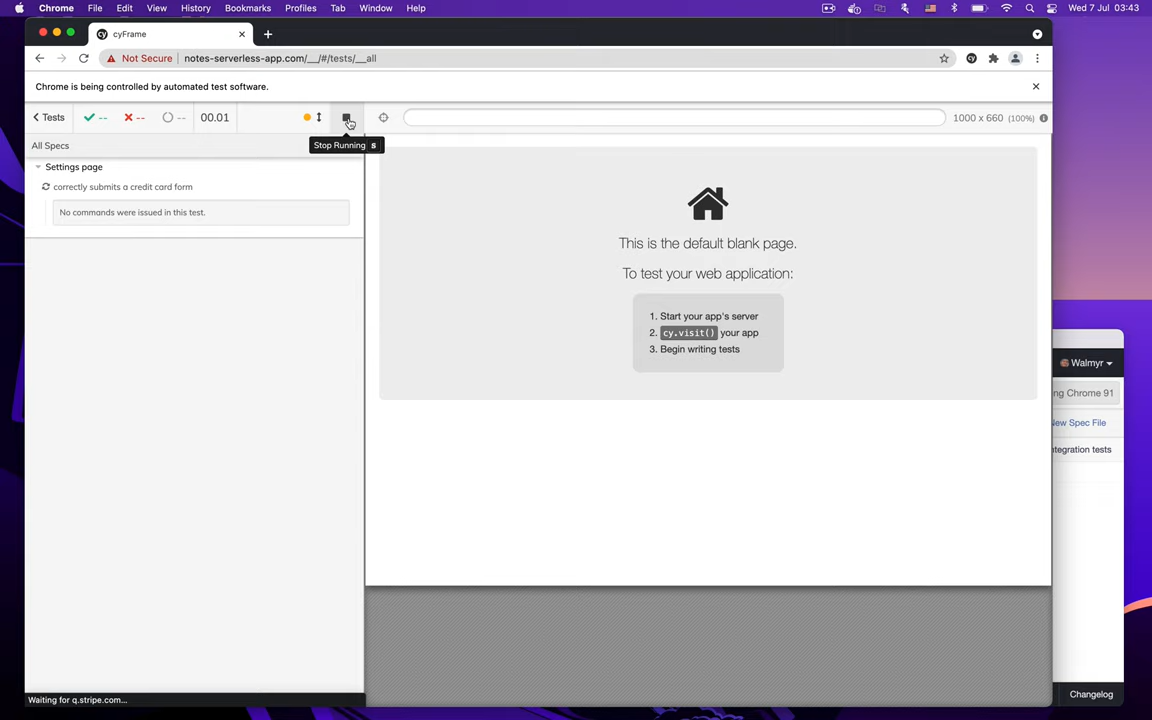 Chrome File Edit View History Bookmarks Profiles Tab Window Help Wed 7 Jul 03:43
cy cyFrame
Not Secure notes-serverless-app.com/__/#/tests/__all cy
Chrome is being controlled by automated test software.
Tests -- -- -- 00.01 1000 x 660 (100%)
Stop Running s
All Specs
Settings page
correctly submits a credit card form
No commands were issued in this test.
This is the default blank page.
To test your web application:
1. Start your app's server
2. cy.visit() your app
3. Begin writing tests
Walmyr
ng Chrome 91
New Spec File
ntegration tests
Changelog
Waiting for q.stripe.com...